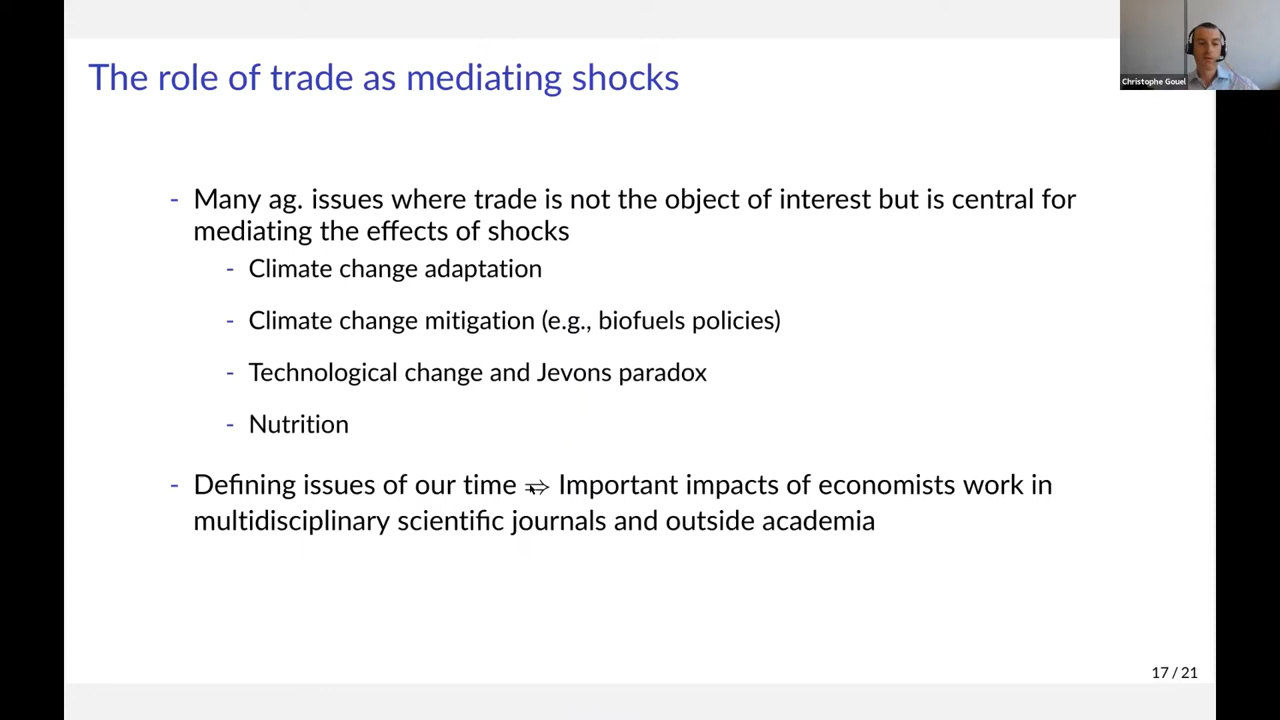 The role of trade as mediating shocks
Christophe Gouel
- Many ag. issues where trade is not the object of interest but is central for
mediating the effects of shocks
- Climate change adaptation
- Climate change mitigation (e.g., biofuels policies)
- Technological change and Jevons paradox
- Nutrition
- Defining issues of our time ⇒ Important impacts of economists work in
multidisciplinary scientific journals and outside academia
17 / 21